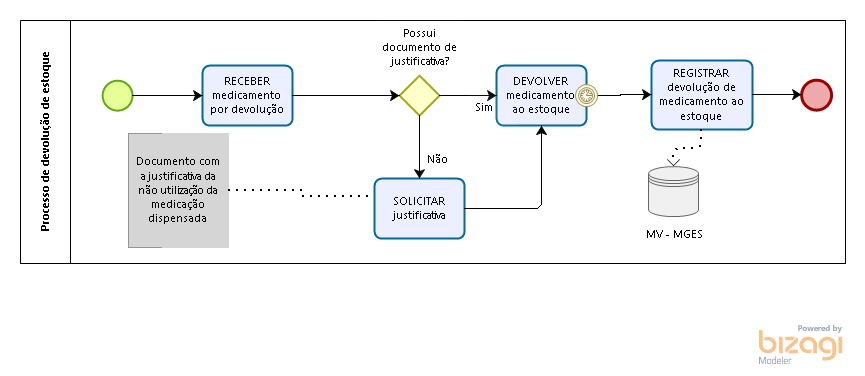 Processo de devolução de estoque
RECEBER
medicamento
por devolução
Possui
documento de
justificativa?
Sim
Não
DEVOLVER
medicamento
ao estoque
REGISTRAR
devolução de
medicamento ao
estoque
Documento com
a justificativa da
não utilização da
medicação
dispensada
SOLICITAR
justificativa
MV - MGES
Powered by
bizagi
Modeler